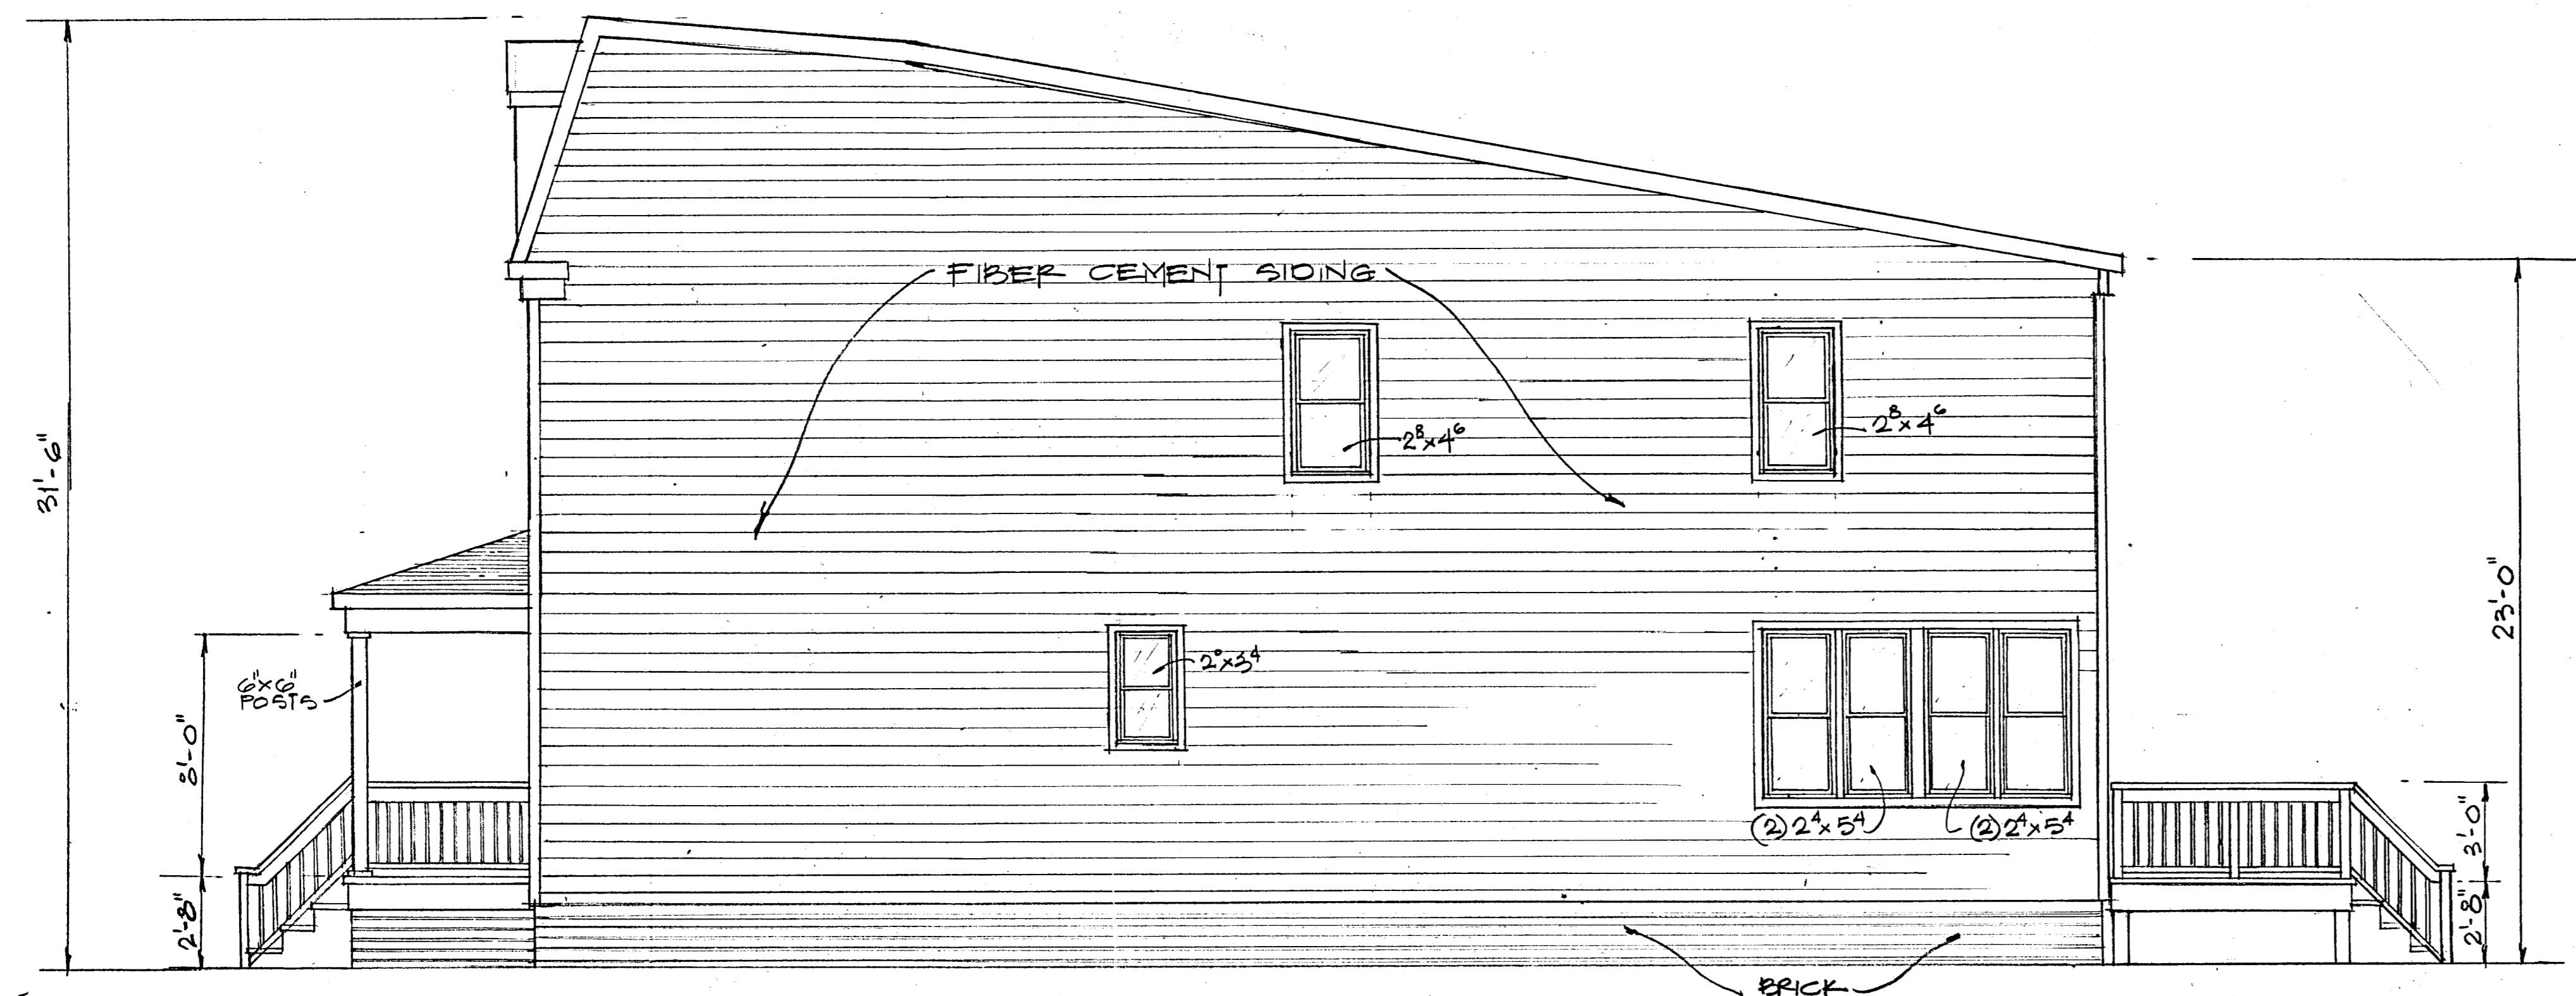 FIBER CEMENT SIDING
31'-6"
2⁸x4⁶
2⁸x4⁶
23'-0"
2⁰x3⁴
6"x6"
POSTS
8'-0"
(2) 2⁴x5⁴
(2) 2⁴x5⁴
3'-0"
2'-8"
2'-8"
BRICK